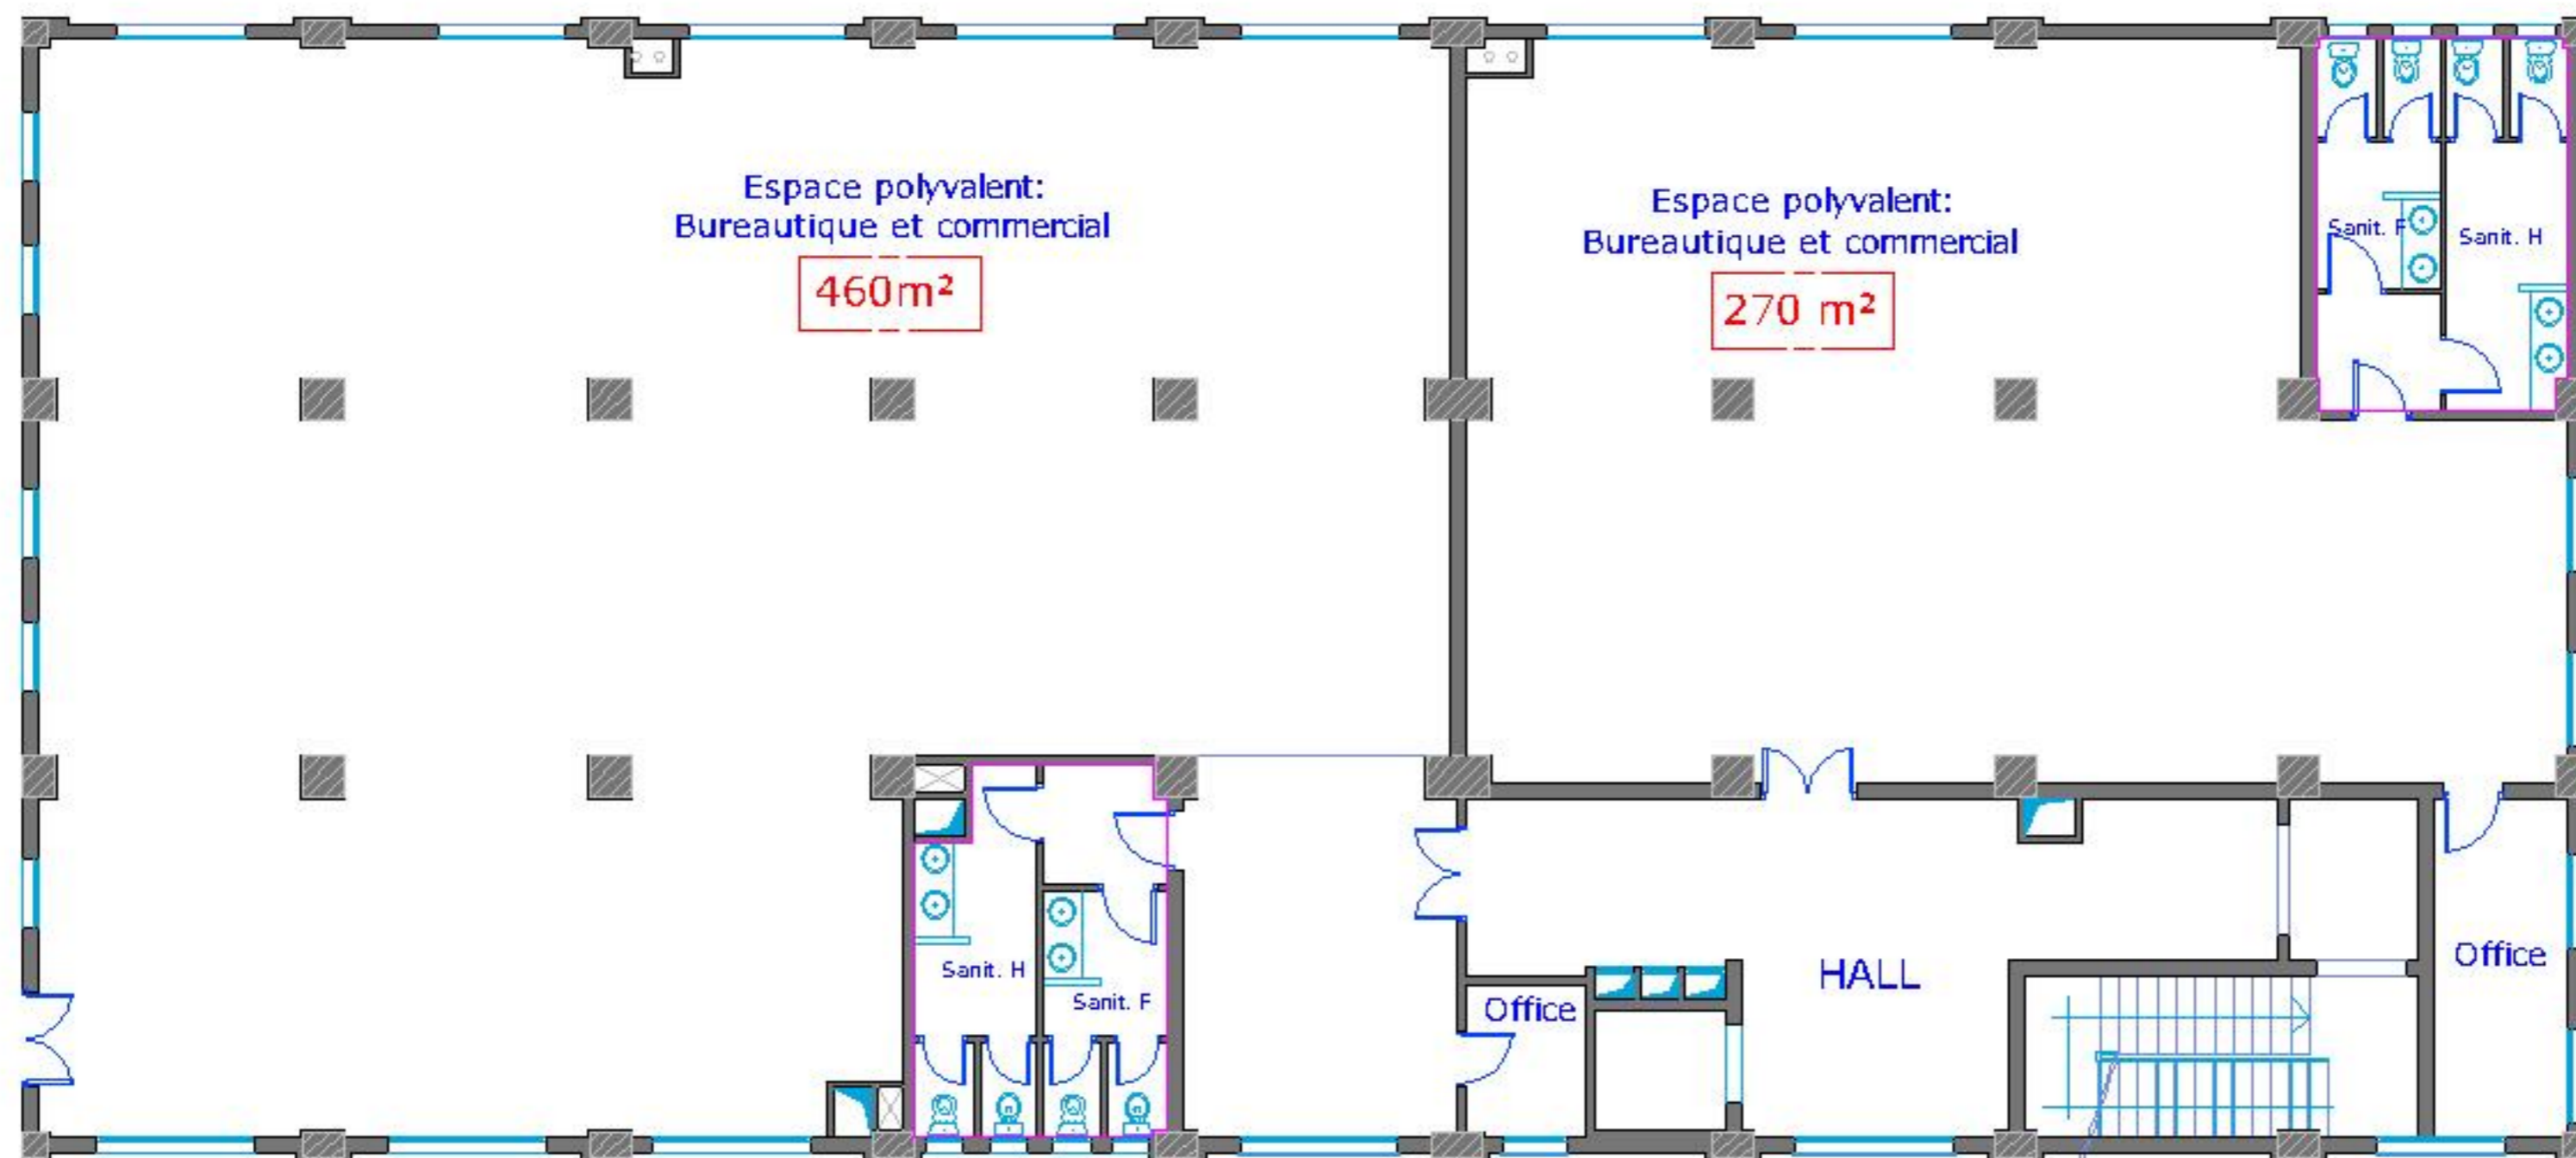 Espace polyvalent:
Bureautique et commercial
460m²
Espace polyvalent:
Bureautique et commercial
270 m²
Sanit. F
Sanit. H
Sanit. H
Sanit. F
Office
HALL
Office